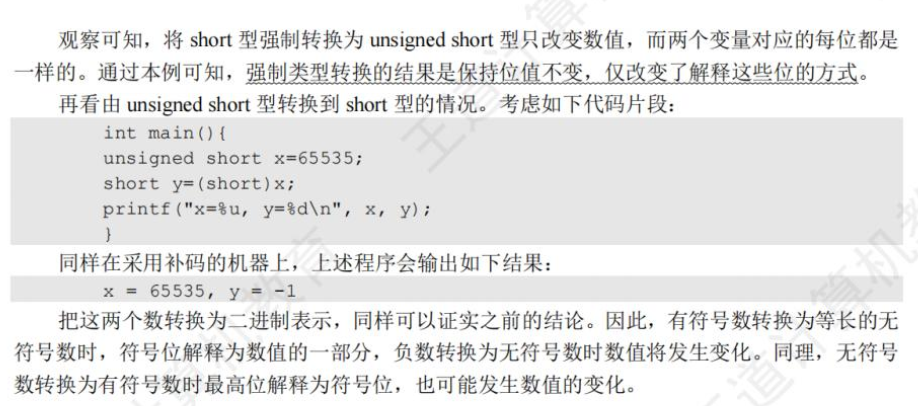 观察可知，将 short 型强制转换为 unsigned short 型只改变数值，而两个变量对应的每位都是
一样的。通过本例可知，强制类型转换的结果是保持位值不变，仅改变了解释这些位的方式。
再看由 unsigned short 型转换到 short 型的情况。考虑如下代码片段：
int main(){
unsigned short x=65535;
short y=(short)x;
printf("x=%u, y=%d\n", x, y);
}
同样在采用补码的机器上，上述程序会输出如下结果：
x = 65535, y = -1
把这两个数转换为二进制表示，同样可以证实之前的结论。因此，有符号数转换为等长的无
符号数时，符号位解释为数值的一部分，负数转换为无符号数时数值将发生变化。同理，无符号
数转换为有符号数时最高位解释为符号位，也可能发生数值的变化。
王道计算机教育